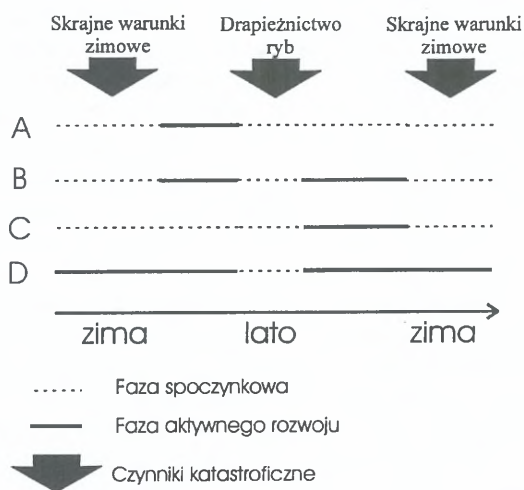 Skrajne warunki
zimowe
Drapieżnictwo
ryb
Skrajne warunki
zimowe
A
B
C
D
zima lato zima
Faza spoczynkowa
Faza aktywnego rozwoju
Czynniki katastroficzne